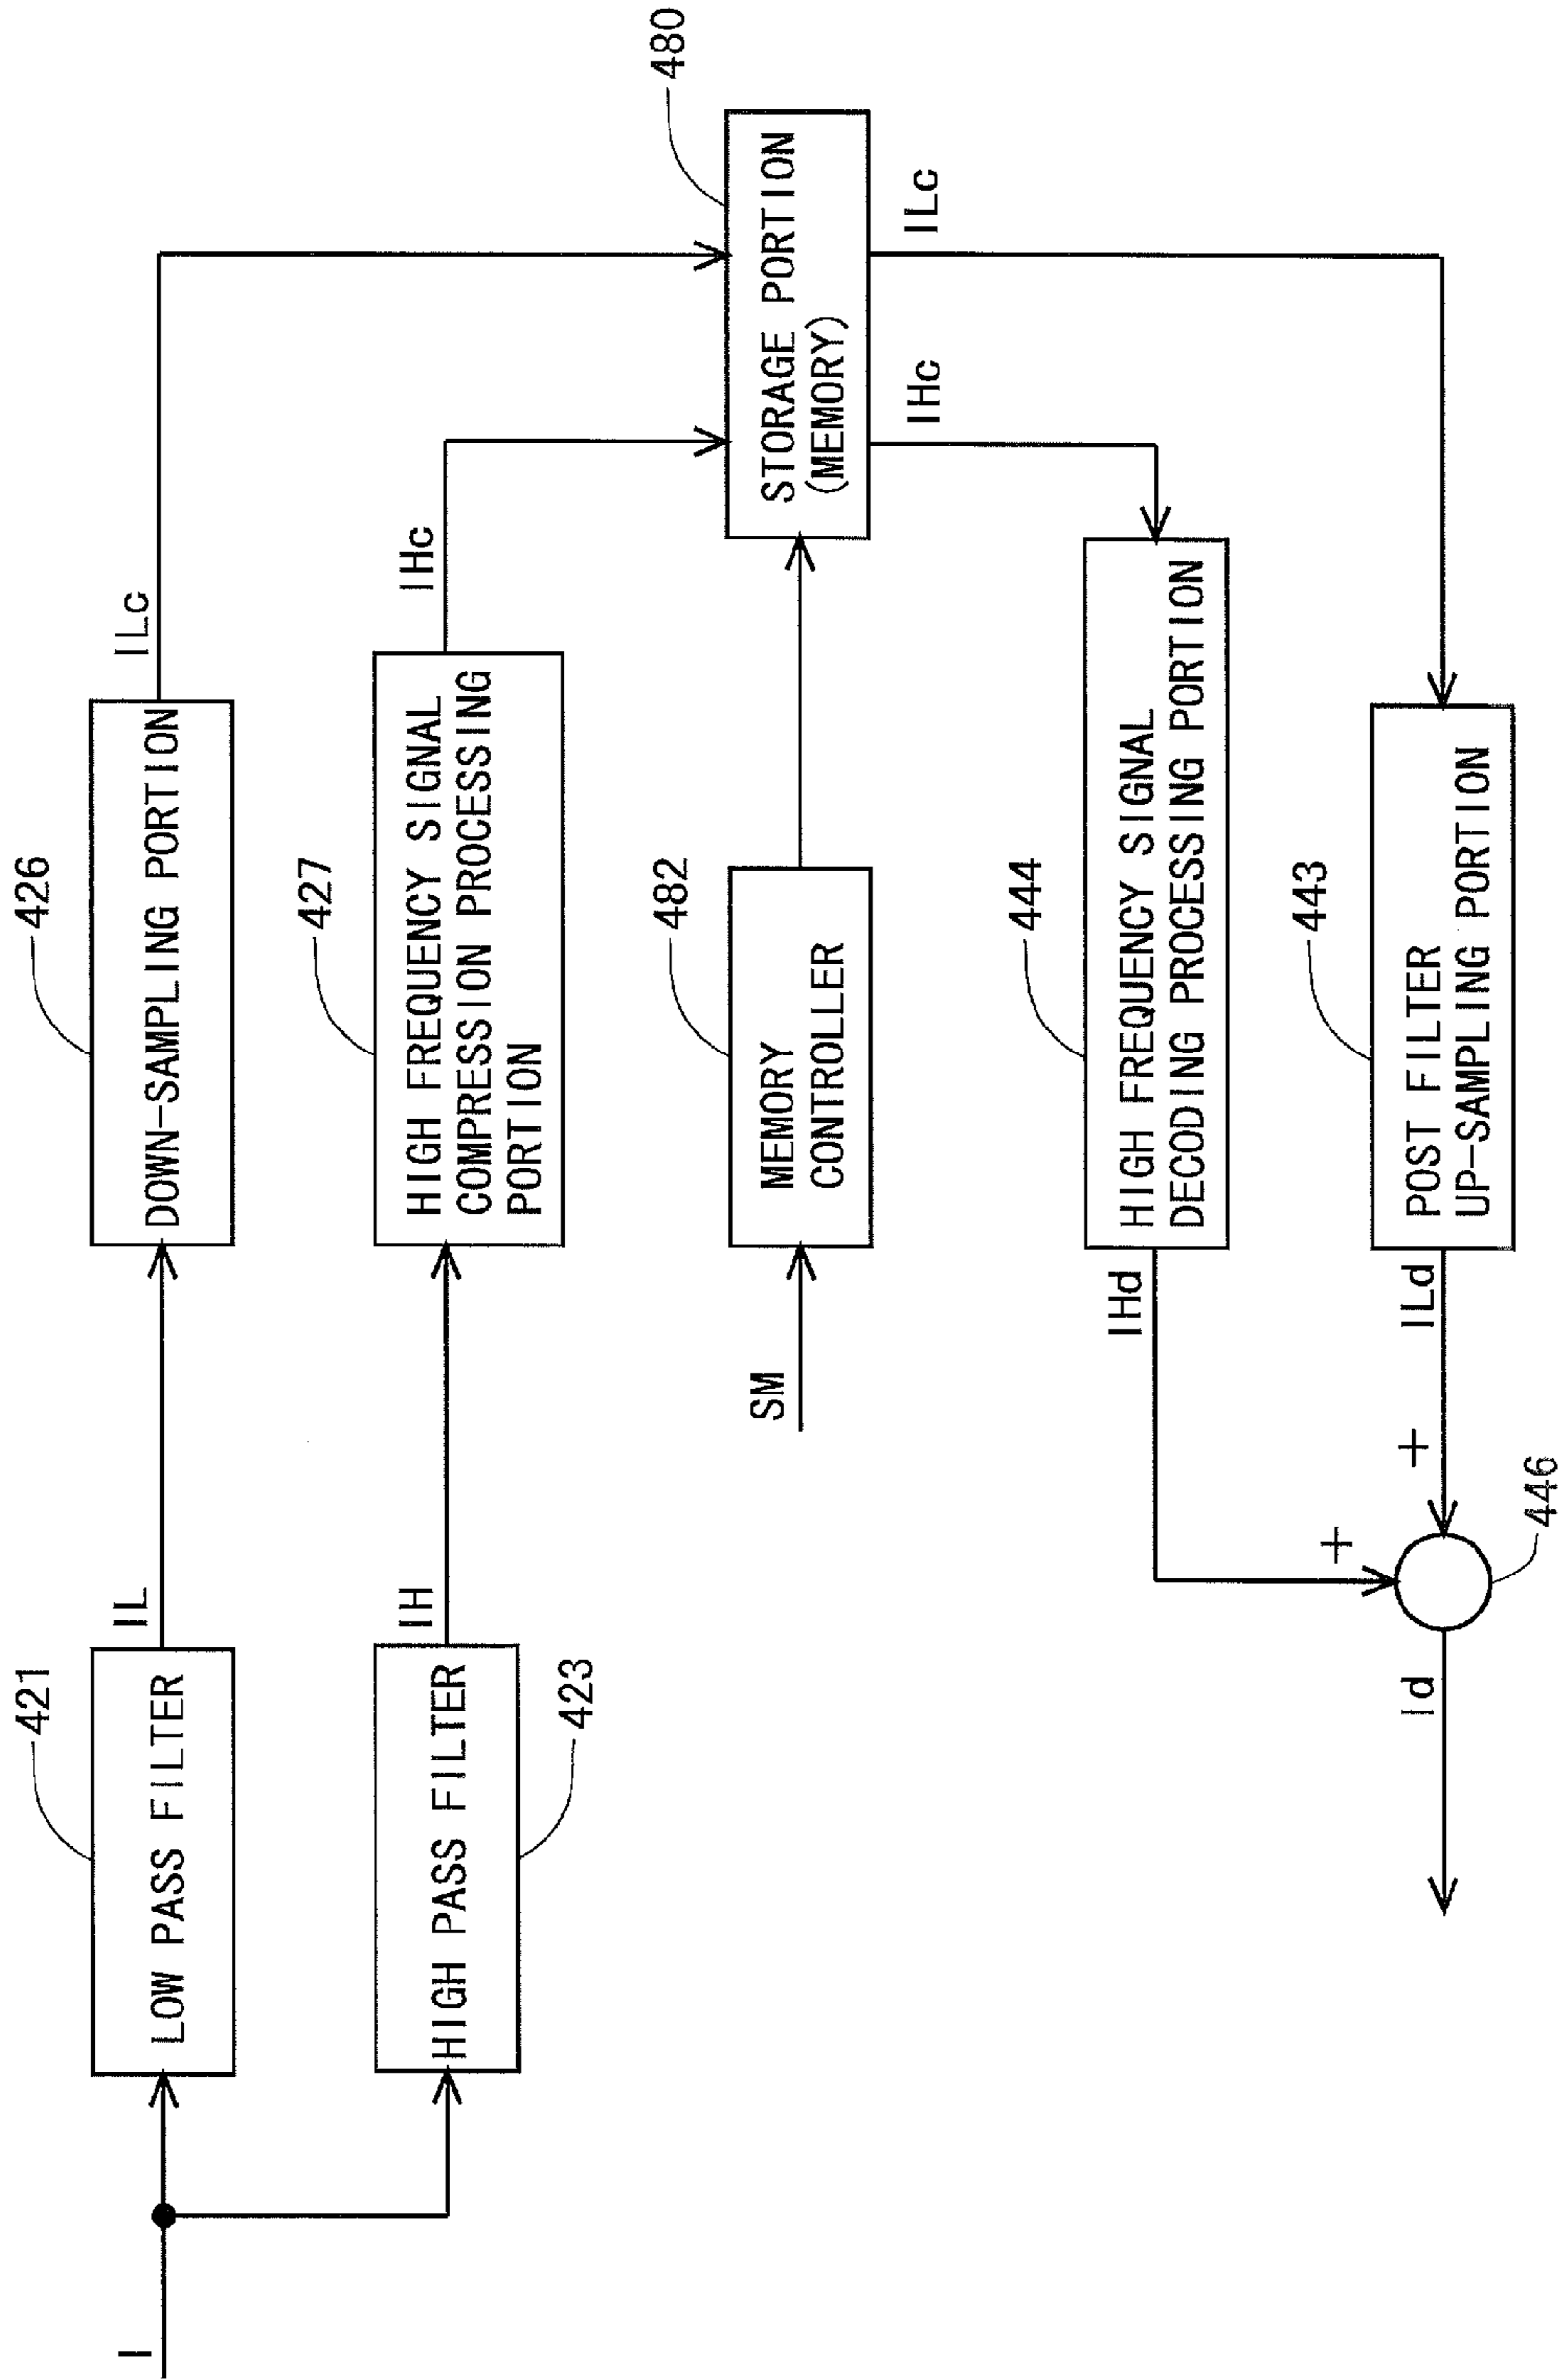 I
421
LOW PASS FILTER
IL
426
DOWN-SAMPLING PORTION
ILc
HIGH PASS FILTER
423
IH
427
HIGH FREQUENCY SIGNAL
COMPRESSION PROCESSING
PORTION
IHc
SM
482
MEMORY
CONTROLLER
480
STORAGE PORTION
(MEMORY)
IHc
ILc
444
HIGH FREQUENCY SIGNAL
DECODING PROCESSING PORTION
IHd
+
443
POST FILTER
UP-SAMPLING PORTION
ILd
+
446
Id